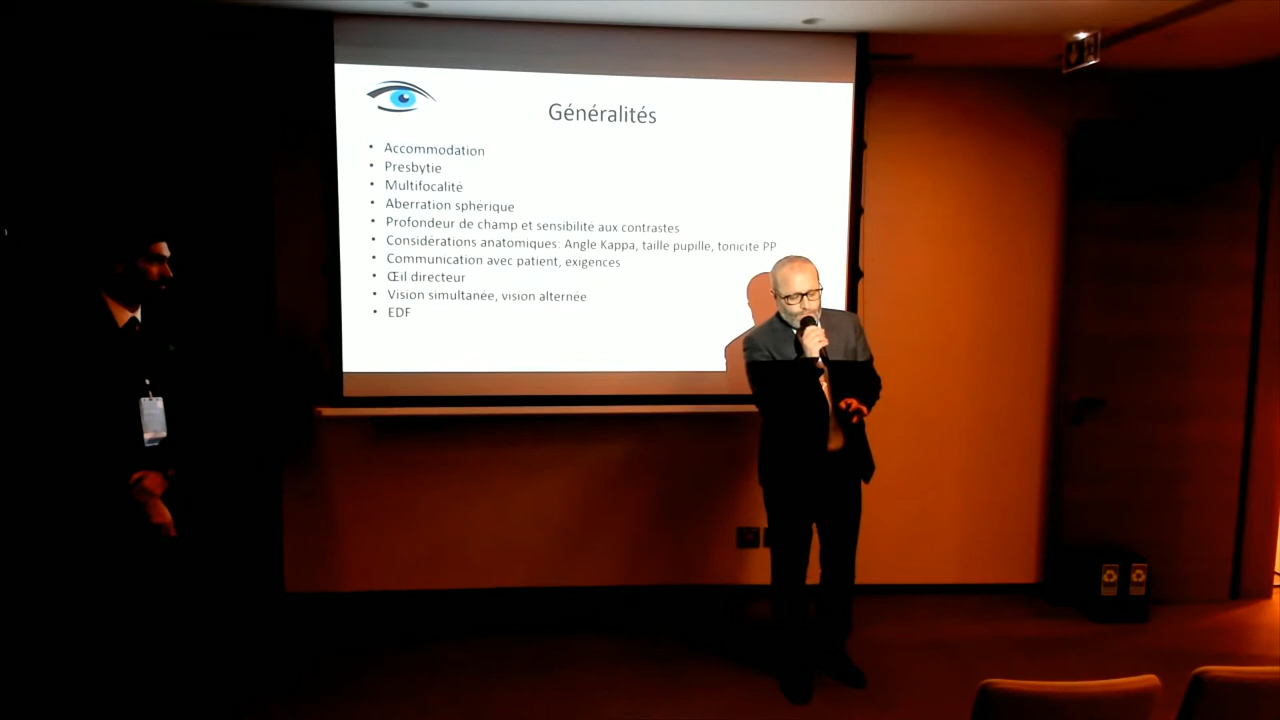 Généralités
• Accommodation
• Presbytie
• Multifocalité
• Aberration sphérique
• Profondeur de champ et sensibilité aux contrastes
• Considérations anatomiques: Angle Kappa, taille pupille, tonicité PP
• Communication avec patient, exigences
• Œil directeur
• Vision simultanée, vision alternée
• EDF